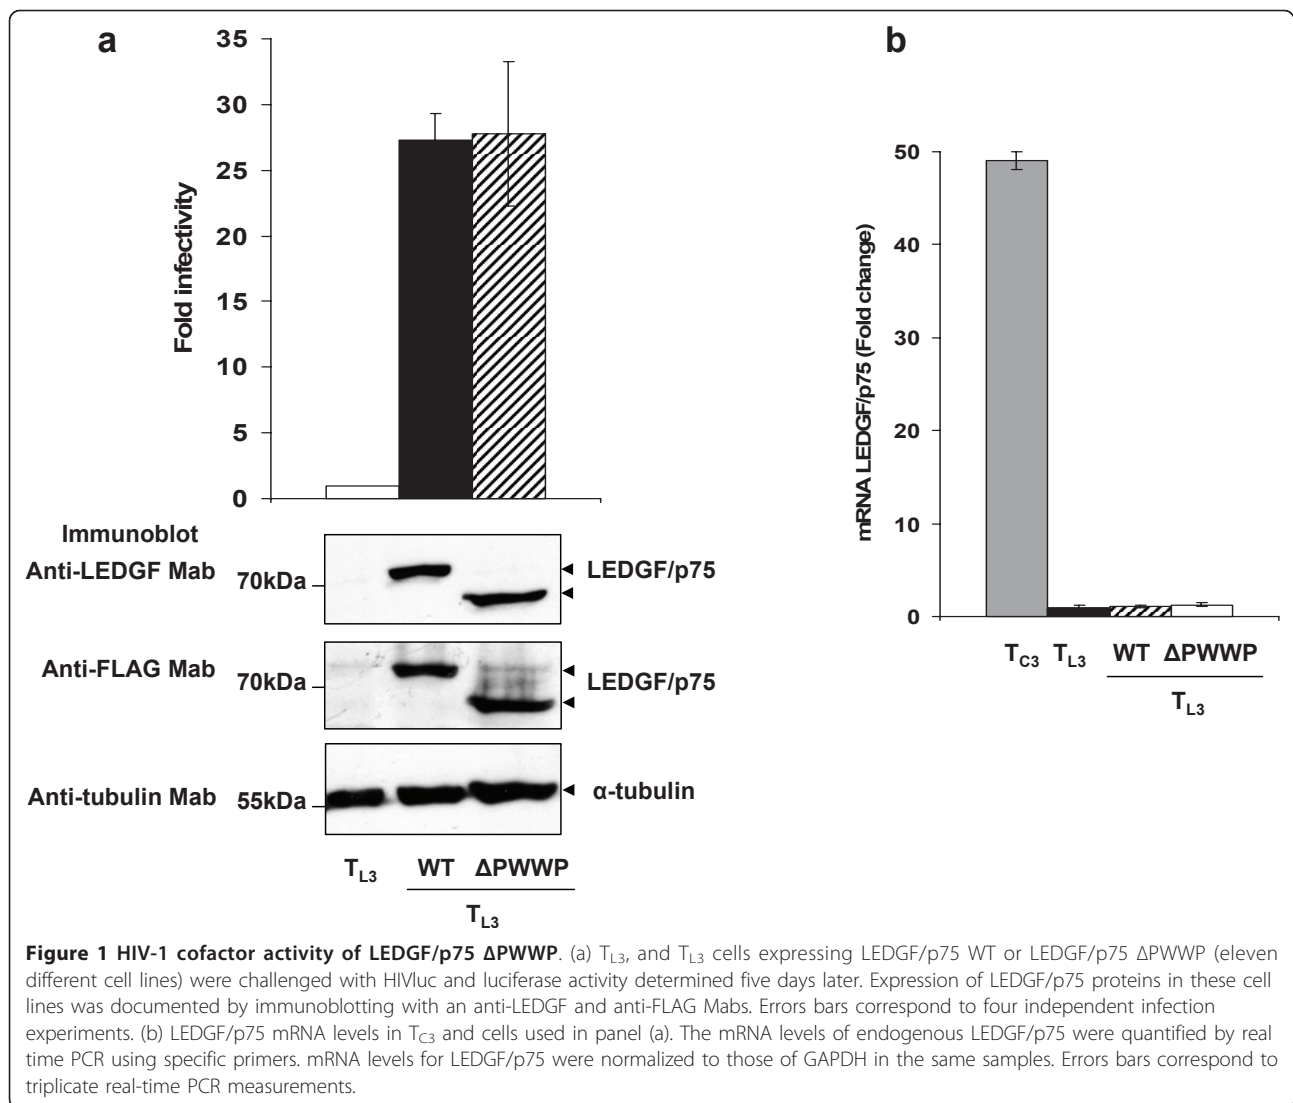 a
35
30
25
20
15
10
5
0
Fold infectivity
Immunoblot
Anti-LEDGF Mab
70kDa
LEDGF/p75
Anti-FLAG Mab
70kDa
LEDGF/p75
Anti-tubulin Mab
55kDa
α-tubulin
TL3 WT ΔPWWP
TL3
b
50
40
30
20
10
0
mRNA LEDGF/p75 (Fold change)
TC3 TL3 WT ΔPWWP
TL3
Figure 1 HIV-1 cofactor activity of LEDGF/p75 ΔPWWP. (a) TL3, and TL3 cells expressing LEDGF/p75 WT or LEDGF/p75 ΔPWWP (eleven
different cell lines) were challenged with HIVluc and luciferase activity determined five days later. Expression of LEDGF/p75 proteins in these cell
lines was documented by immunoblotting with an anti-LEDGF and anti-FLAG Mabs. Errors bars correspond to four independent infection
experiments. (b) LEDGF/p75 mRNA levels in TC3 and cells used in panel (a). The mRNA levels of endogenous LEDGF/p75 were quantified by real
time PCR using specific primers. mRNA levels for LEDGF/p75 were normalized to those of GAPDH in the same samples. Errors bars correspond to
triplicate real-time PCR measurements.